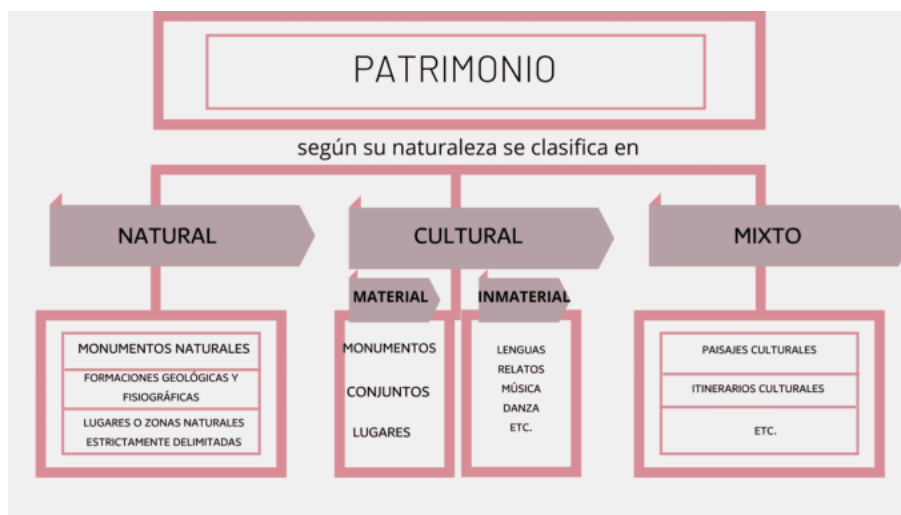 PATRIMONIO
según su naturaleza se clasifica en
NATURAL
MONUMENTOS NATURALES
FORMACIONES GEOLÓGICAS Y
FISIOGRÁFICAS
LUGARES O ZONAS NATURALES
ESTRICTAMENTE DELIMITADAS
CULTURAL
MATERIAL
MONUMENTOS
CONJUNTOS
LUGARES
INMATERIAL
LENGUAS
RELATOS
MÚSICA
DANZA
ETC.
MIXTO
PAISAJES CULTURALES
ITINERARIOS CULTURALES
ETC.